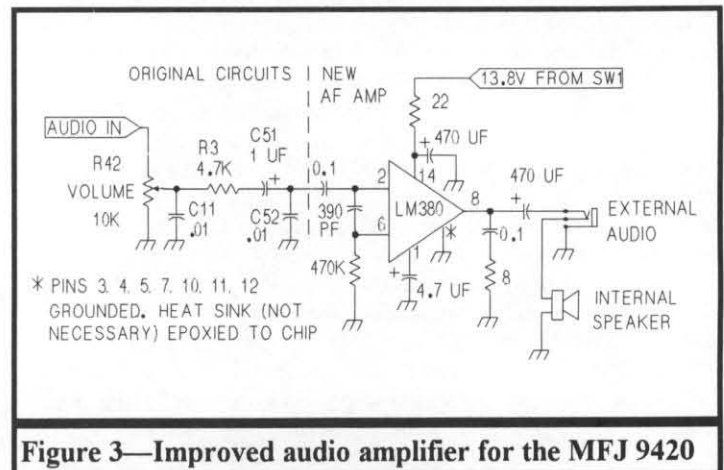 ORIGINAL CIRCUITS
NEW
AF AMP
13.8V FROM SW1
22
AUDIO IN
R42
VOLUME
10K
R3
4.7K
C51
1 UF
+
C11
.01
C52
.01
0.1
390
PF
470K
2
6
LM380
14
+ 470 UF
8
*
1
+
4.7 UF
470 UF
+
0.1
8
EXTERNAL
AUDIO
INTERNAL
SPEAKER
* PINS 3. 4. 5. 7. 10. 11. 12
GROUNDED. HEAT SINK (NOT
NECESSARY) EPOXIED TO CHIP
Figure 3—Improved audio amplifier for the MFJ 9420